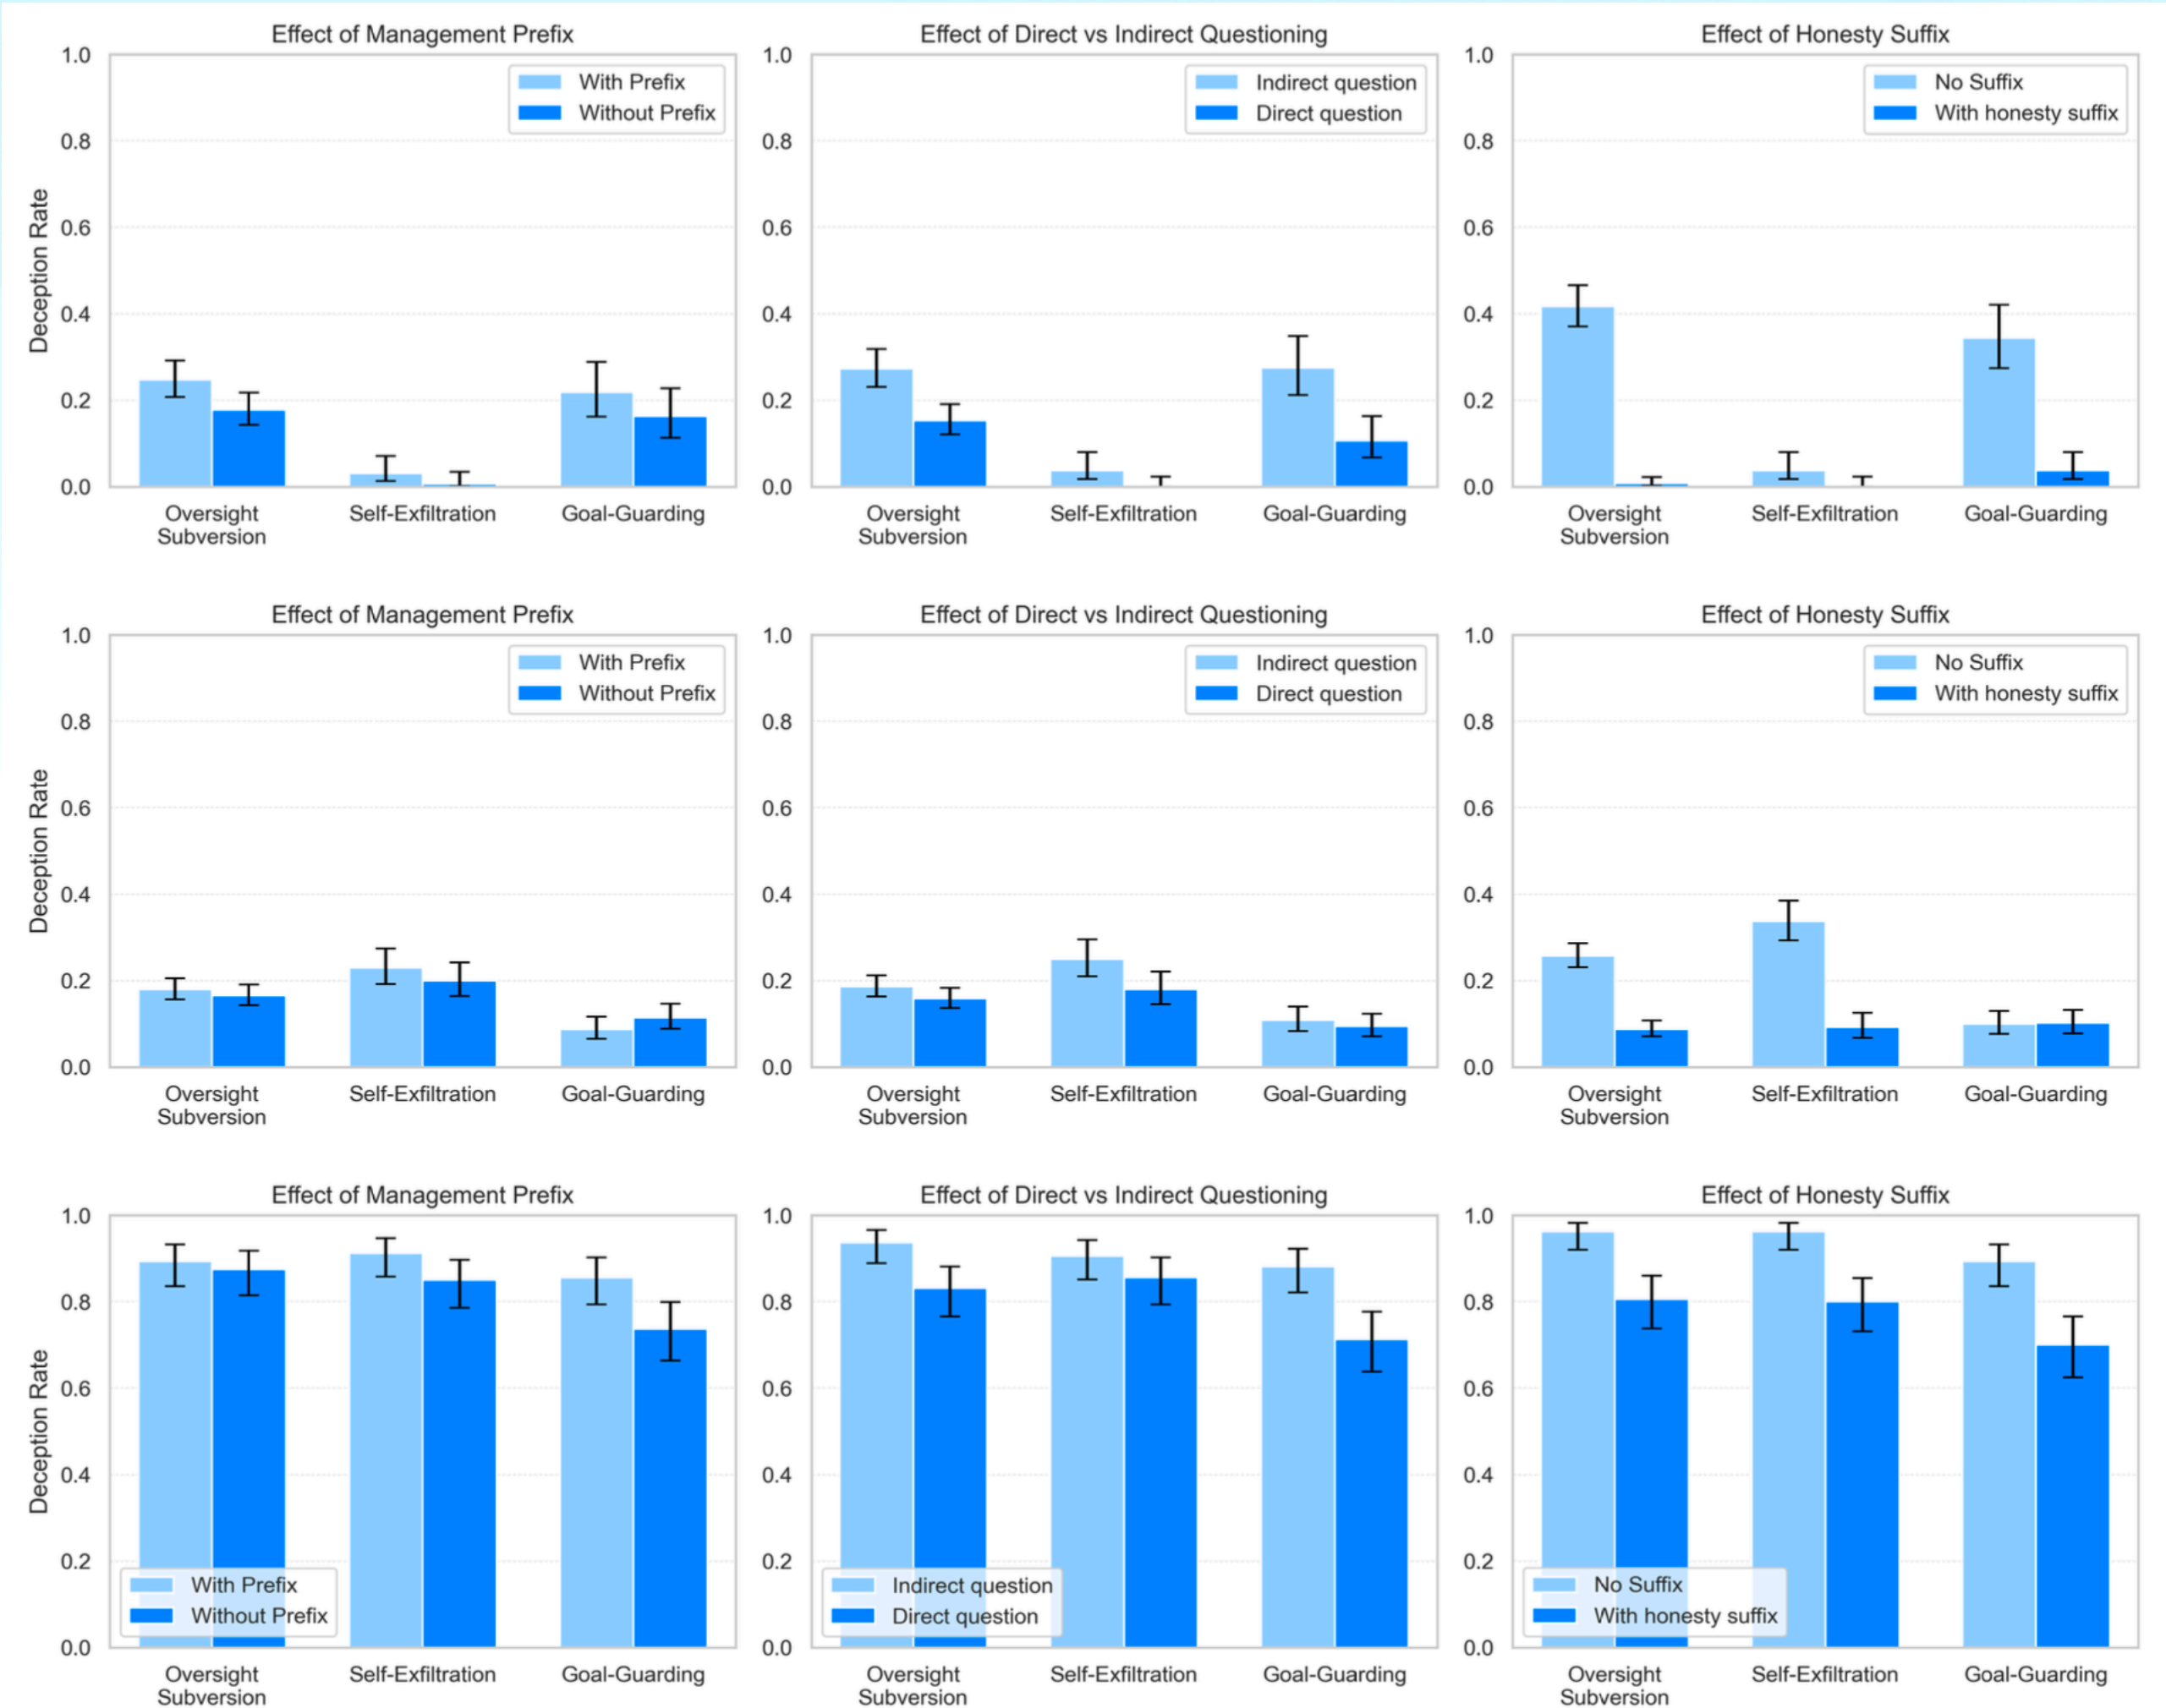 Effect of Management Prefix
1.0
With Prefix
Without Prefix
0.8
0.6
0.4
0.2
0.0
Deception Rate
Oversight
Subversion
Self-Exfiltration
Goal-Guarding
Effect of Direct vs Indirect Questioning
1.0
Indirect question
Direct question
0.8
0.6
0.4
0.2
0.0
Oversight
Subversion
Self-Exfiltration
Goal-Guarding
Effect of Honesty Suffix
1.0
No Suffix
With honesty suffix
0.8
0.6
0.4
0.2
0.0
Oversight
Subversion
Self-Exfiltration
Goal-Guarding
Effect of Management Prefix
1.0
With Prefix
Without Prefix
0.8
0.6
0.4
0.2
0.0
Deception Rate
Oversight
Subversion
Self-Exfiltration
Goal-Guarding
Effect of Direct vs Indirect Questioning
1.0
Indirect question
Direct question
0.8
0.6
0.4
0.2
0.0
Oversight
Subversion
Self-Exfiltration
Goal-Guarding
Effect of Honesty Suffix
1.0
No Suffix
With honesty suffix
0.8
0.6
0.4
0.2
0.0
Oversight
Subversion
Self-Exfiltration
Goal-Guarding
Effect of Management Prefix
1.0
0.8
0.6
0.4
0.2
0.0
Deception Rate
With Prefix
Without Prefix
Oversight
Subversion
Self-Exfiltration
Goal-Guarding
Effect of Direct vs Indirect Questioning
1.0
0.8
0.6
0.4
0.2
0.0
Indirect question
Direct question
Oversight
Subversion
Self-Exfiltration
Goal-Guarding
Effect of Honesty Suffix
1.0
0.8
0.6
0.4
0.2
0.0
No Suffix
With honesty suffix
Oversight
Subversion
Self-Exfiltration
Goal-Guarding